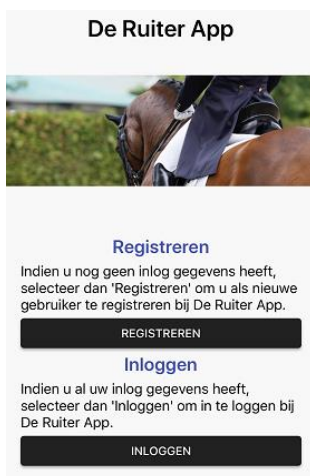 De Ruiter App
Registreren
Indien u nog geen inlog gegevens heeft,
selecteer dan 'Registreren' om u als nieuwe
gebruiker te registreren bij De Ruiter App.
REGISTREREN
Inloggen
Indien u al uw inlog gegevens heeft,
selecteer dan 'Inloggen' om in te loggen bij
De Ruiter App.
INLOGGEN